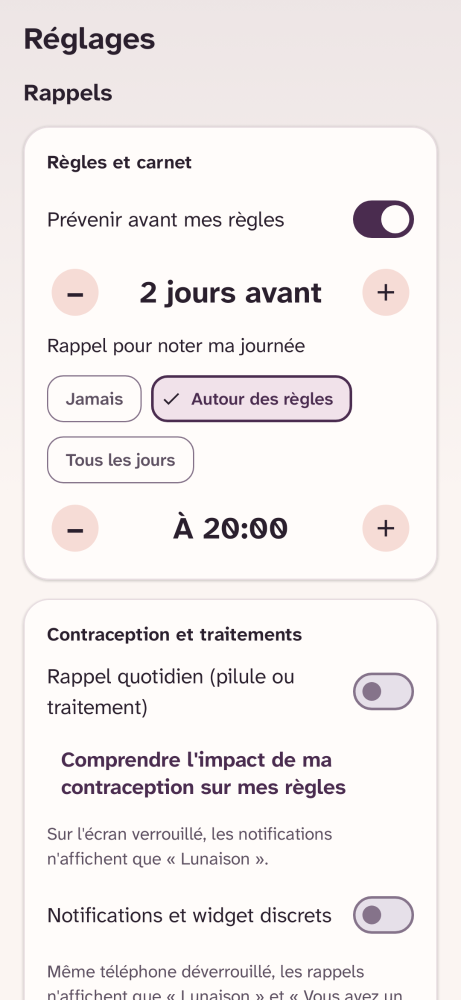 Réglages
Rappels
Règles et carnet
Prévenir avant mes règles
– 2 jours avant +
Rappel pour noter ma journée
Jamais ✓ Autour des règles
Tous les jours
– À 20:00 +
Contraception et traitements
Rappel quotidien (pilule ou
traitement)
Comprendre l'impact de ma
contraception sur mes règles
Sur l'écran verrouillé, les notifications
n'affichent que « Lunaison ».
Notifications et widget discrets
Même téléphone déverrouillé, les rappels
n'affichent que « Lunaison » et « Vous avez un